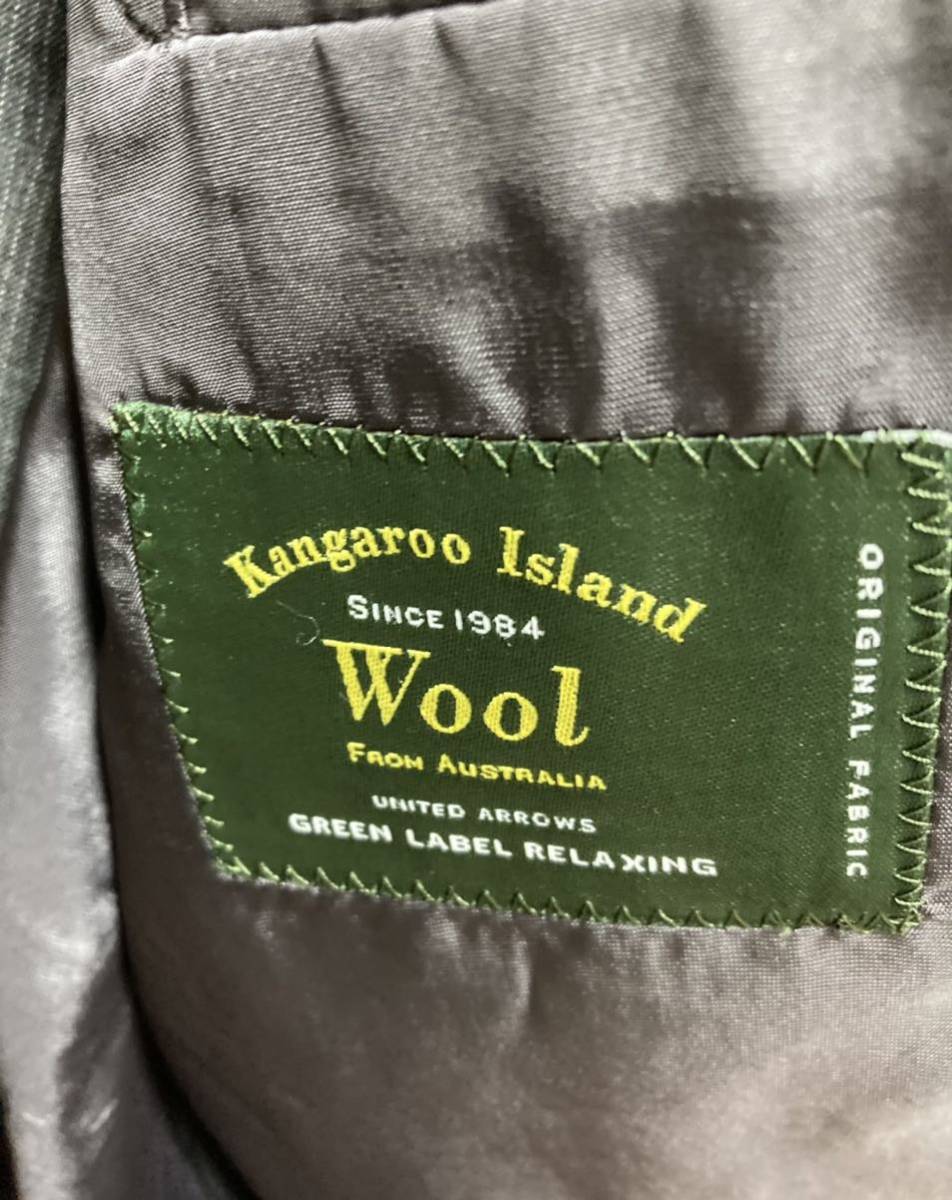 Kangaroo Island
SINCE 1984
Wool
FROM AUSTRALIA
UNITED ARROWS
GREEN LABEL RELAXING
ORIGINAL FABRIC